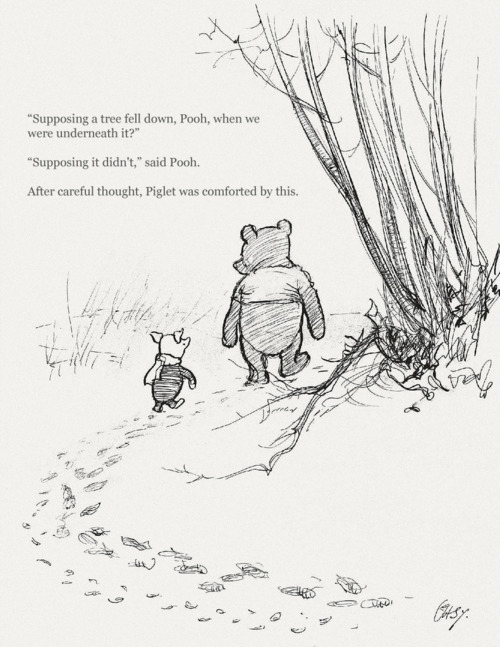 “Supposing a tree fell down, Pooh, when we
were underneath it?”
“Supposing it didn’t,” said Pooh.
After careful thought, Piglet was comforted by this.